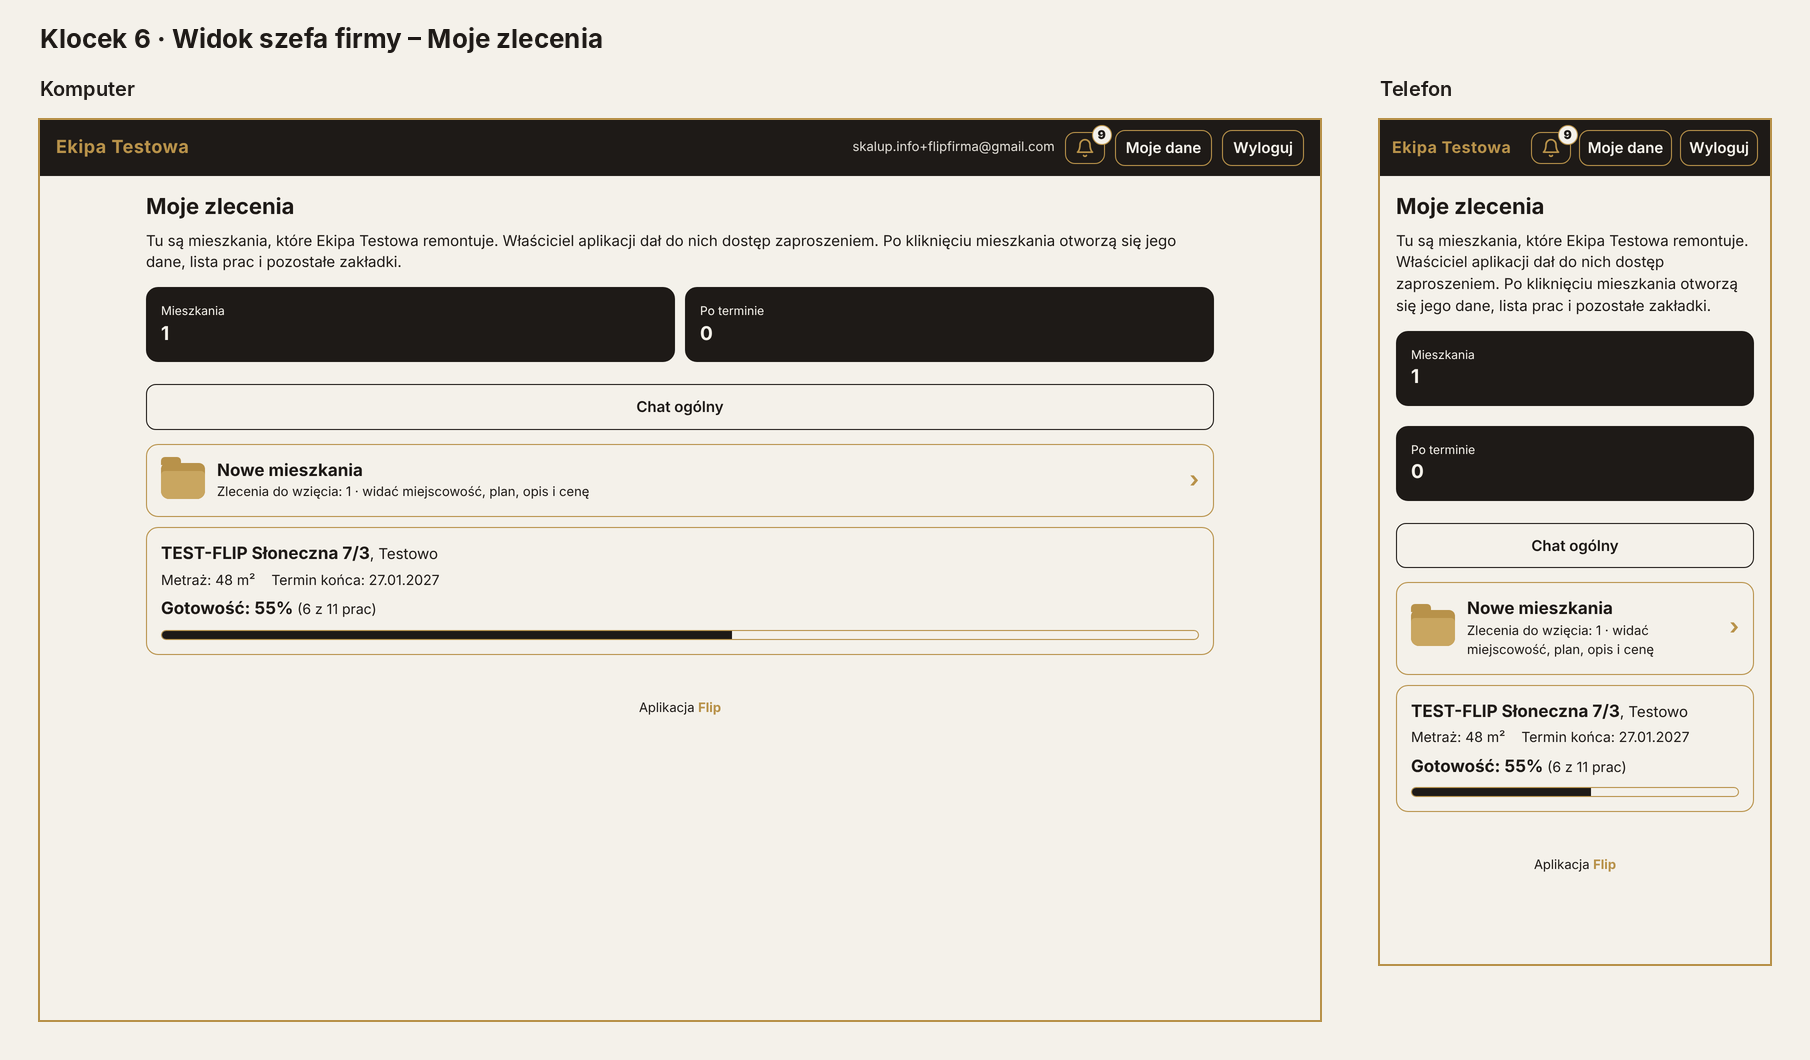 Klocek 6 · Widok szefa firmy – Moje zlecenia
Komputer
Ekipa Testowa
skalup.info+flipfirma@gmail.com
9
Moje dane
Wyloguj
Moje zlecenia
Tu są mieszkania, które Ekipa Testowa remontuje. Właściciel aplikacji dał do nich dostęp zaproszeniem. Po kliknięciu mieszkania otworzą się jego
dane, lista prac i pozostałe zakładki.
Mieszkania
1
Po terminie
0
Chat ogólny
Nowe mieszkania
Zlecenia do wzięcia: 1 · widać miejscowość, plan, opis i cenę
›
TEST-FLIP Słoneczna 7/3, Testowo
Metraż: 48 m² Termin końca: 27.01.2027
Gotowość: 55% (6 z 11 prac)
Aplikacja Flip
Telefon
Ekipa Testowa
9
Moje dane
Wyloguj
Moje zlecenia
Tu są mieszkania, które Ekipa Testowa remontuje.
Właściciel aplikacji dał do nich dostęp
zaproszeniem. Po kliknięciu mieszkania otworzą
się jego dane, lista prac i pozostałe zakładki.
Mieszkania
1
Po terminie
0
Chat ogólny
Nowe mieszkania
Zlecenia do wzięcia: 1 · widać
miejscowość, plan, opis i cenę
›
TEST-FLIP Słoneczna 7/3, Testowo
Metraż: 48 m² Termin końca: 27.01.2027
Gotowość: 55% (6 z 11 prac)
Aplikacja Flip